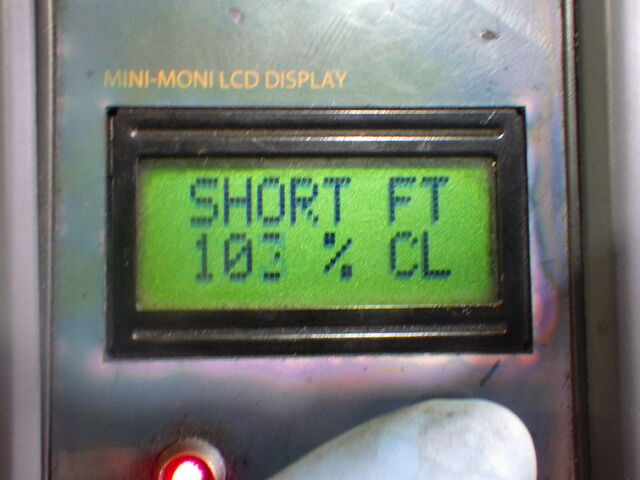 MINI-MONI LCD DISPLAY
SHORT FT
103 % CL